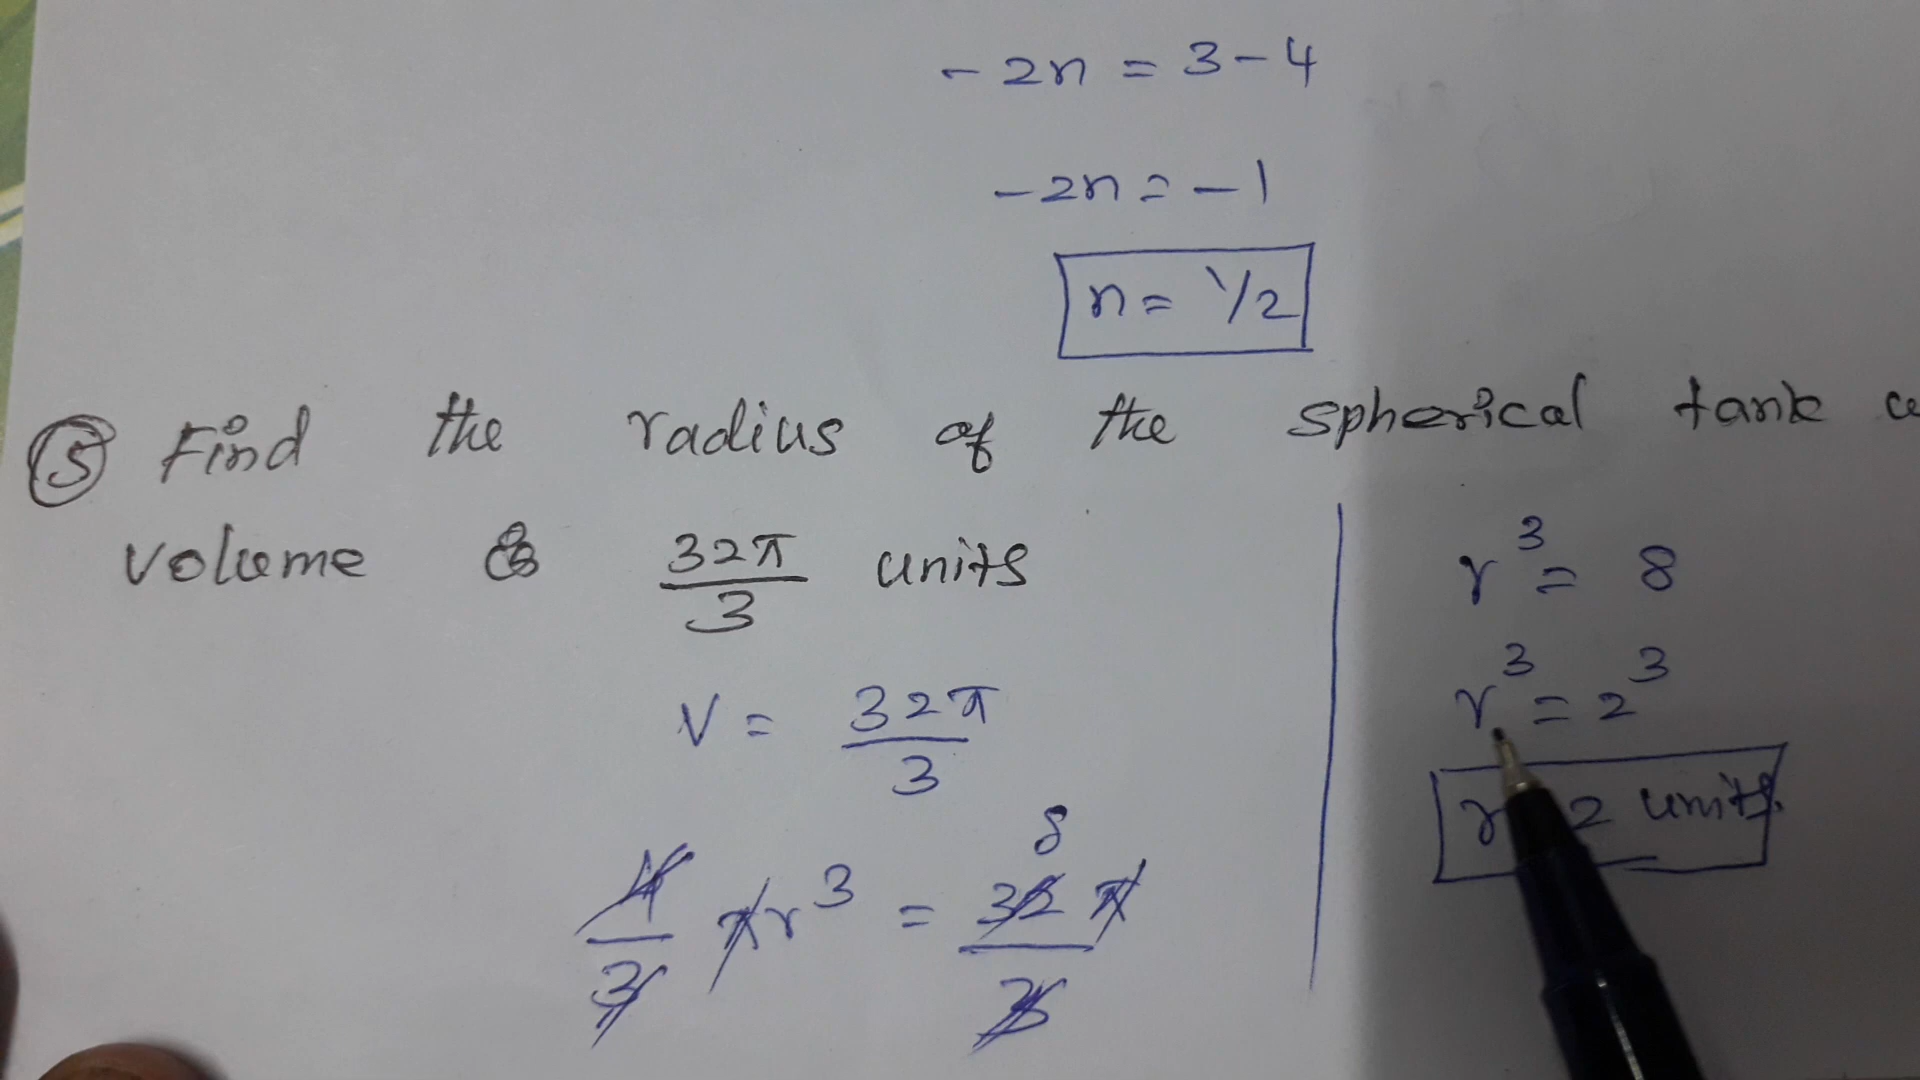 - 2n = 3 - 4
- 2n = - 1
n = 1/2
⑤ Find the radius of the spherical tank
volume is 32π/3 units
V = 32π/3
4/3 πr³ = 32π/3
8
r³ = 8
r³ = 2³
r 2 units.